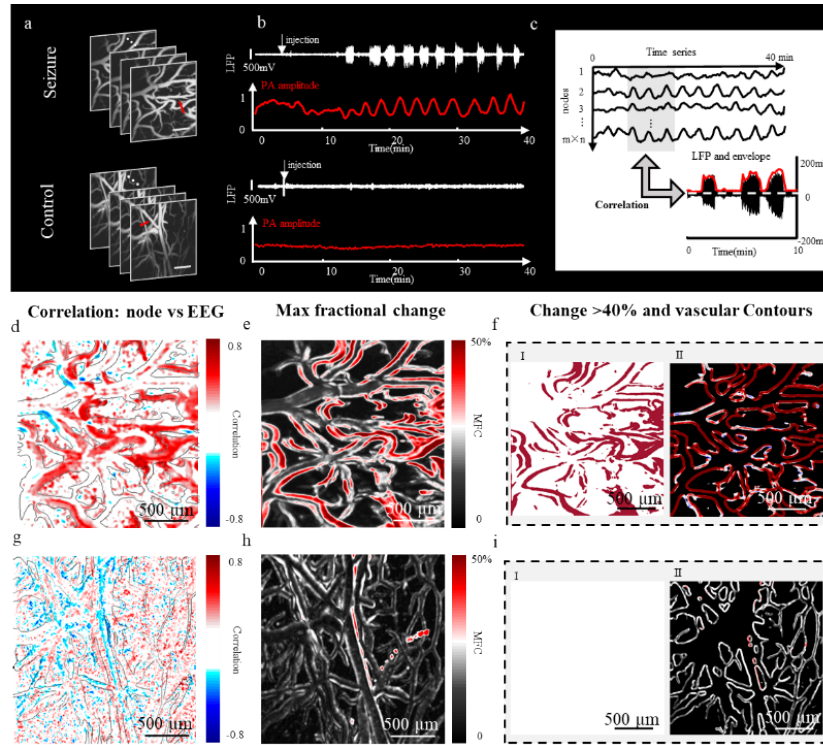 a
b
c
Seizure
Control
LFP
500mV
injection
PA amplitude
1
0
0
10
20
30
40
Time(min)
LFP
500mV
injection
PA amplitude
1
0
0
10
20
30
40
Time(min)
0
Time series
40 min
nodes
1
2
3
⋮
m×n
⋮
LFP and envelope
Correlation
200m
0
-200m
0
10
Time(min)
Correlation: node vs EEG
Max fractional change
Change >40% and vascular Contours
d
0.8
Correlation
-0.8
500 μm
e
50%
MFC
0
500 μm
f
I
II
500 μm
500 μm
g
0.8
Correlation
-0.8
500 μm
h
50%
MFC
0
500 μm
i
I
II
500 μm
500 μm